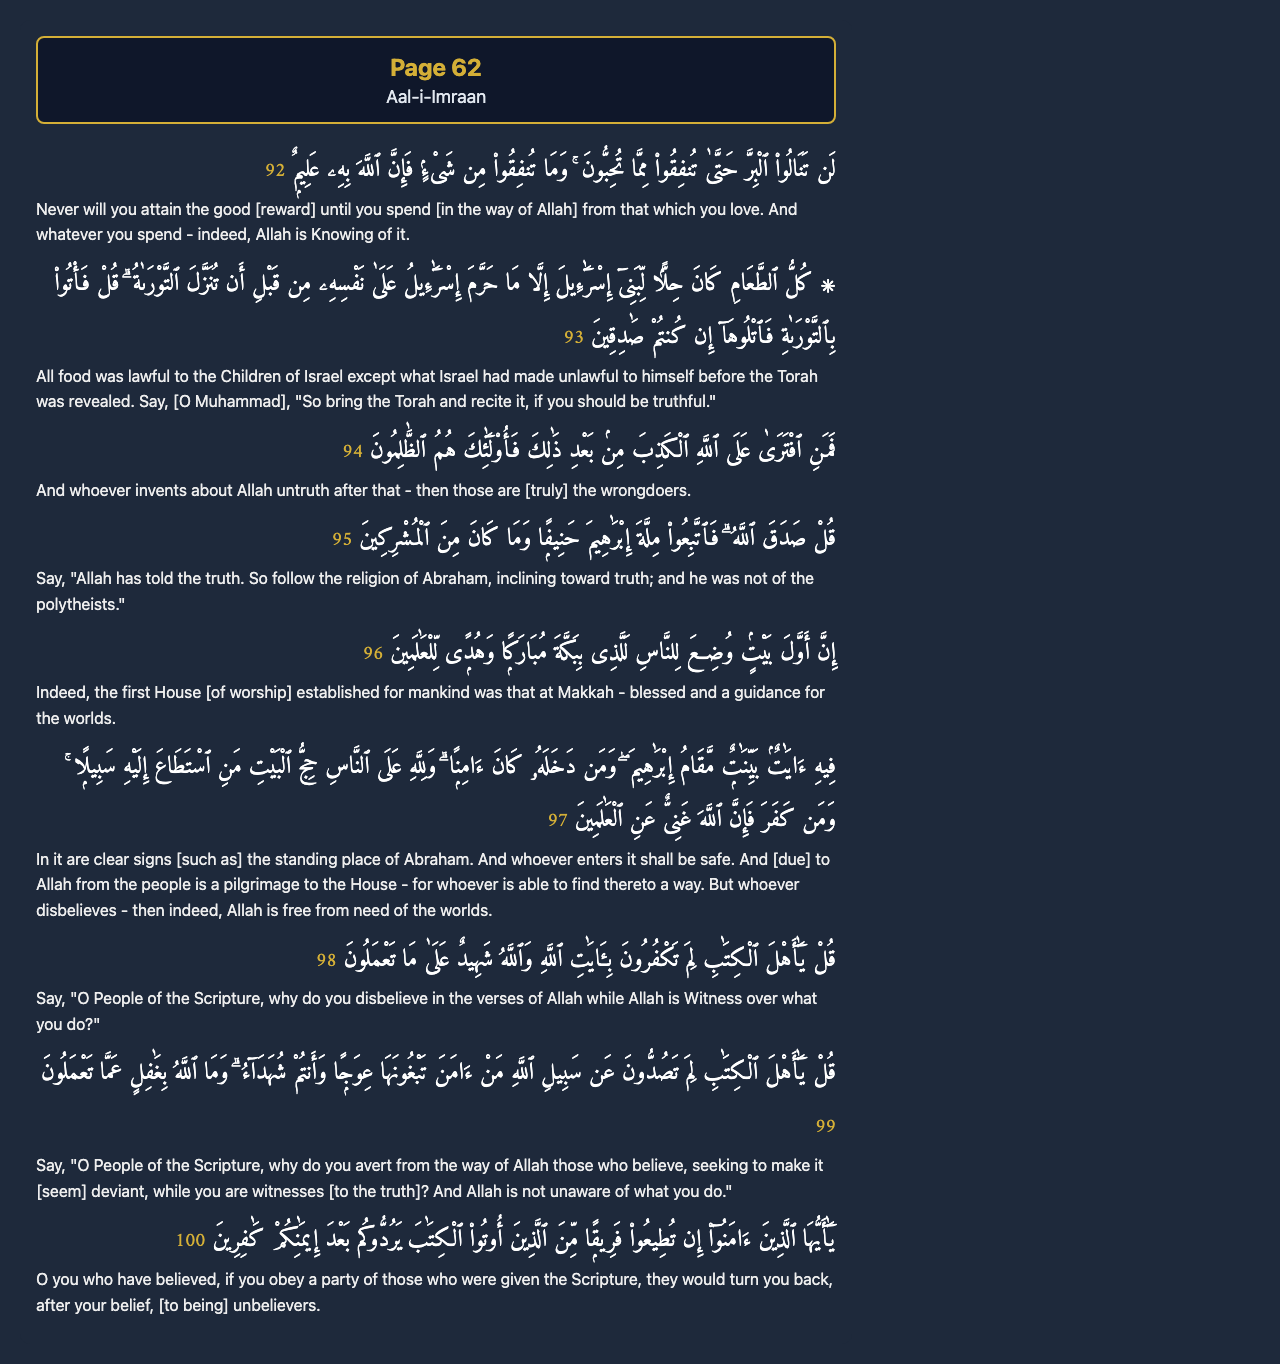 Page 62
Aal-i-Imraan
لَن تَنَالُوا۟ ٱلْبِرَّ حَتَّىٰ تُنفِقُوا۟ مِمَّا تُحِبُّونَ ۚ وَمَا تُنفِقُوا۟ مِن شَىْءٍۢ فَإِنَّ ٱللَّهَ بِهِۦ عَلِيمٌۭ 92
Never will you attain the good [reward] until you spend [in the way of Allah] from that which you love. And
whatever you spend - indeed, Allah is Knowing of it.
۞ كُلُّ ٱلطَّعَامِ كَانَ حِلًّۭا لِّبَنِىٓ إِسْرَٰٓءِيلَ إِلَّا مَا حَرَّمَ إِسْرَٰٓءِيلُ عَلَىٰ نَفْسِهِۦ مِن قَبْلِ أَن تُنَزَّلَ ٱلتَّوْرَىٰةُ ۗ قُلْ فَأْتُوا۟
بِٱلتَّوْرَىٰةِ فَٱتْلُوهَآ إِن كُنتُمْ صَٰدِقِينَ 93
All food was lawful to the Children of Israel except what Israel had made unlawful to himself before the Torah
was revealed. Say, [O Muhammad], "So bring the Torah and recite it, if you should be truthful."
فَمَنِ ٱفْتَرَىٰ عَلَى ٱللَّهِ ٱلْكَذِبَ مِنۢ بَعْدِ ذَٰلِكَ فَأُو۟لَٰٓئِكَ هُمُ ٱلظَّٰلِمُونَ 94
And whoever invents about Allah untruth after that - then those are [truly] the wrongdoers.
قُلْ صَدَقَ ٱللَّهُ ۗ فَٱتَّبِعُوا۟ مِلَّةَ إِبْرَٰهِيمَ حَنِيفًۭا وَمَا كَانَ مِنَ ٱلْمُشْرِكِينَ 95
Say, "Allah has told the truth. So follow the religion of Abraham, inclining toward truth; and he was not of the
polytheists."
إِنَّ أَوَّلَ بَيْتٍۢ وُضِعَ لِلنَّاسِ لَلَّذِى بِبَكَّةَ مُبَارَكًۭا وَهُدًۭى لِّلْعَٰلَمِينَ 96
Indeed, the first House [of worship] established for mankind was that at Makkah - blessed and a guidance for
the worlds.
فِيهِ ءَايَٰتٌۢ بَيِّنَٰتٌۭ مَّقَامُ إِبْرَٰهِيمَ ۖ وَمَن دَخَلَهُۥ كَانَ ءَامِنًۭا ۗ وَلِلَّهِ عَلَى ٱلنَّاسِ حِجُّ ٱلْبَيْتِ مَنِ ٱسْتَطَاعَ إِلَيْهِ سَبِيلًۭا ۚ
وَمَن كَفَرَ فَإِنَّ ٱللَّهَ غَنِىٌّ عَنِ ٱلْعَٰلَمِينَ 97
In it are clear signs [such as] the standing place of Abraham. And whoever enters it shall be safe. And [due] to
Allah from the people is a pilgrimage to the House - for whoever is able to find thereto a way. But whoever
disbelieves - then indeed, Allah is free from need of the worlds.
قُلْ يَٰٓأَهْلَ ٱلْكِتَٰبِ لِمَ تَكْفُرُونَ بِـَٔايَٰتِ ٱللَّهِ وَٱللَّهُ شَهِيدٌ عَلَىٰ مَا تَعْمَلُونَ 98
Say, "O People of the Scripture, why do you disbelieve in the verses of Allah while Allah is Witness over what
you do?"
قُلْ يَٰٓأَهْلَ ٱلْكِتَٰبِ لِمَ تَصُدُّونَ عَن سَبِيلِ ٱللَّهِ مَنْ ءَامَنَ تَبْغُونَهَا عِوَجًۭا وَأَنتُمْ شُهَدَآءُ ۗ وَمَا ٱللَّهُ بِغَٰفِلٍ عَمَّا تَعْمَلُونَ
99
Say, "O People of the Scripture, why do you avert from the way of Allah those who believe, seeking to make it
[seem] deviant, while you are witnesses [to the truth]? And Allah is not unaware of what you do."
يَٰٓأَيُّهَا ٱلَّذِينَ ءَامَنُوٓا۟ إِن تُطِيعُوا۟ فَرِيقًۭا مِّنَ ٱلَّذِينَ أُوتُوا۟ ٱلْكِتَٰبَ يَرُدُّوكُم بَعْدَ إِيمَٰنِكُمْ كَٰفِرِينَ 100
O you who have believed, if you obey a party of those who were given the Scripture, they would turn you back,
after your belief, [to being] unbelievers.